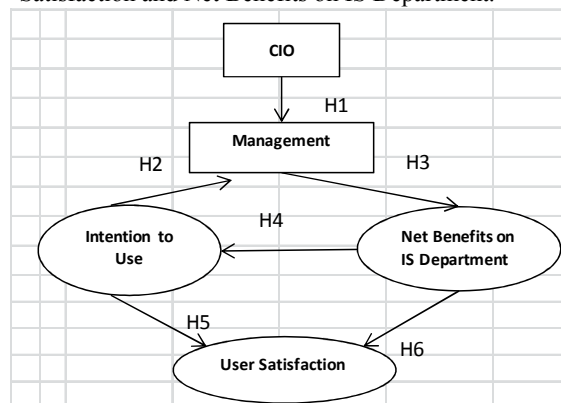 Satisfaction and Net Benefits on IS Department.
CIO
H1
Management
H2
H3
H4
Intention to
Use
Net Benefits on
IS Department
H5
H6
User Satisfaction